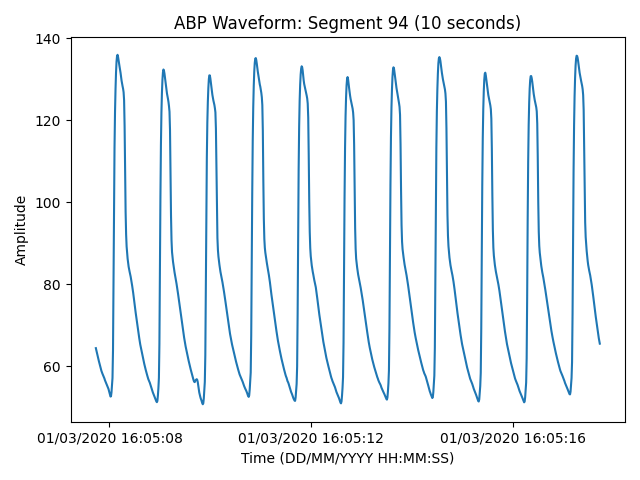 ABP Waveform: Segment 94 (10 seconds)
140
120
100
80
60
Amplitude
01/03/2020 16:05:08 01/03/2020 16:05:12 01/03/2020 16:05:16
Time (DD/MM/YYYY HH:MM:SS)